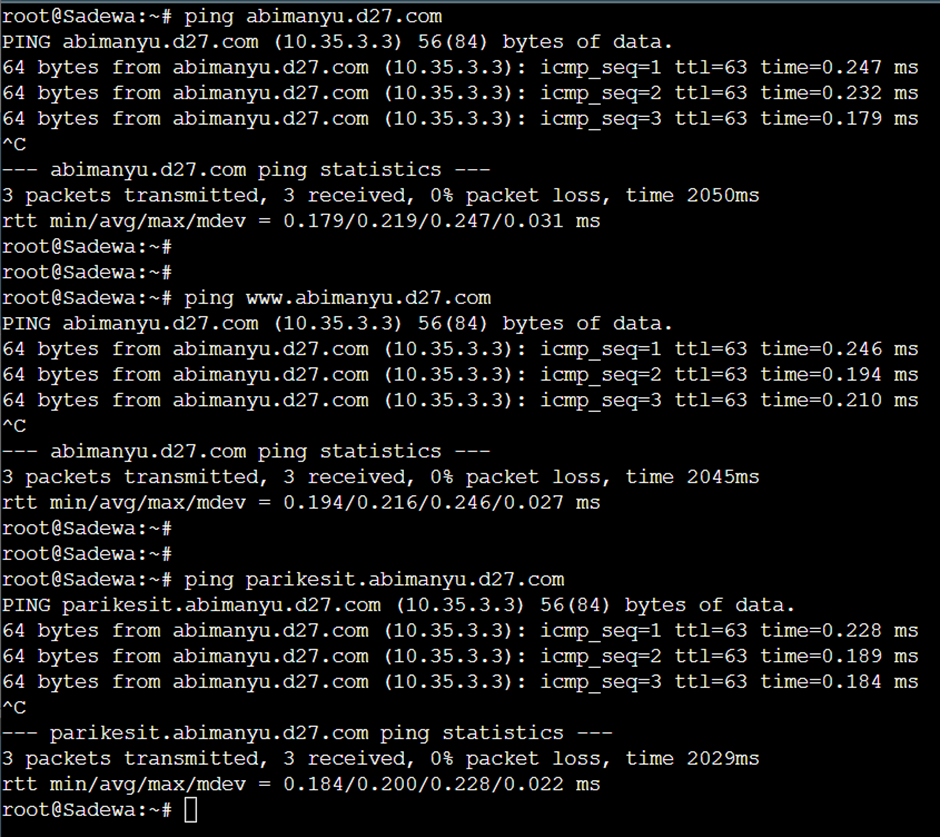 root@Sadewa:~# ping abimanyu.d27.com
PING abimanyu.d27.com (10.35.3.3) 56(84) bytes of data.
64 bytes from abimanyu.d27.com (10.35.3.3): icmp_seq=1 ttl=63 time=0.247 ms
64 bytes from abimanyu.d27.com (10.35.3.3): icmp_seq=2 ttl=63 time=0.232 ms
64 bytes from abimanyu.d27.com (10.35.3.3): icmp_seq=3 ttl=63 time=0.179 ms
^C
--- abimanyu.d27.com ping statistics ---
3 packets transmitted, 3 received, 0% packet loss, time 2050ms
rtt min/avg/max/mdev = 0.179/0.219/0.247/0.031 ms
root@Sadewa:~#
root@Sadewa:~#
root@Sadewa:~# ping www.abimanyu.d27.com
PING abimanyu.d27.com (10.35.3.3) 56(84) bytes of data.
64 bytes from abimanyu.d27.com (10.35.3.3): icmp_seq=1 ttl=63 time=0.246 ms
64 bytes from abimanyu.d27.com (10.35.3.3): icmp_seq=2 ttl=63 time=0.194 ms
64 bytes from abimanyu.d27.com (10.35.3.3): icmp_seq=3 ttl=63 time=0.210 ms
^C
--- abimanyu.d27.com ping statistics ---
3 packets transmitted, 3 received, 0% packet loss, time 2045ms
rtt min/avg/max/mdev = 0.194/0.216/0.246/0.027 ms
root@Sadewa:~#
root@Sadewa:~#
root@Sadewa:~# ping parikesit.abimanyu.d27.com
PING parikesit.abimanyu.d27.com (10.35.3.3) 56(84) bytes of data.
64 bytes from abimanyu.d27.com (10.35.3.3): icmp_seq=1 ttl=63 time=0.228 ms
64 bytes from abimanyu.d27.com (10.35.3.3): icmp_seq=2 ttl=63 time=0.189 ms
64 bytes from abimanyu.d27.com (10.35.3.3): icmp_seq=3 ttl=63 time=0.184 ms
^C
--- parikesit.abimanyu.d27.com ping statistics ---
3 packets transmitted, 3 received, 0% packet loss, time 2029ms
rtt min/avg/max/mdev = 0.184/0.200/0.228/0.022 ms
root@Sadewa:~#